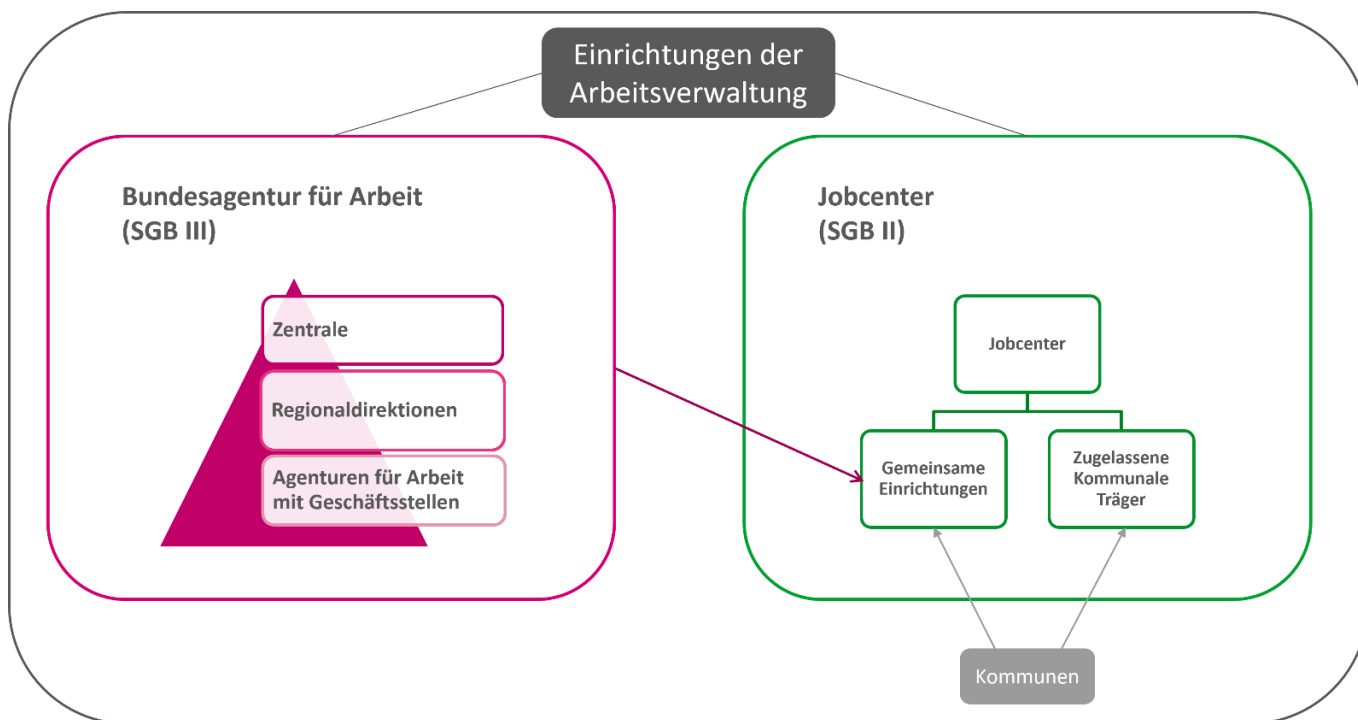 Einrichtungen der
Arbeitsverwaltung
Bundesagentur für Arbeit
(SGB III)
Zentrale
Regionaldirektionen
Agenturen für Arbeit
mit Geschäftsstellen
Jobcenter
(SGB II)
Jobcenter
Gemeinsame
Einrichtungen
Zugelassene
Kommunale
Träger
Kommunen